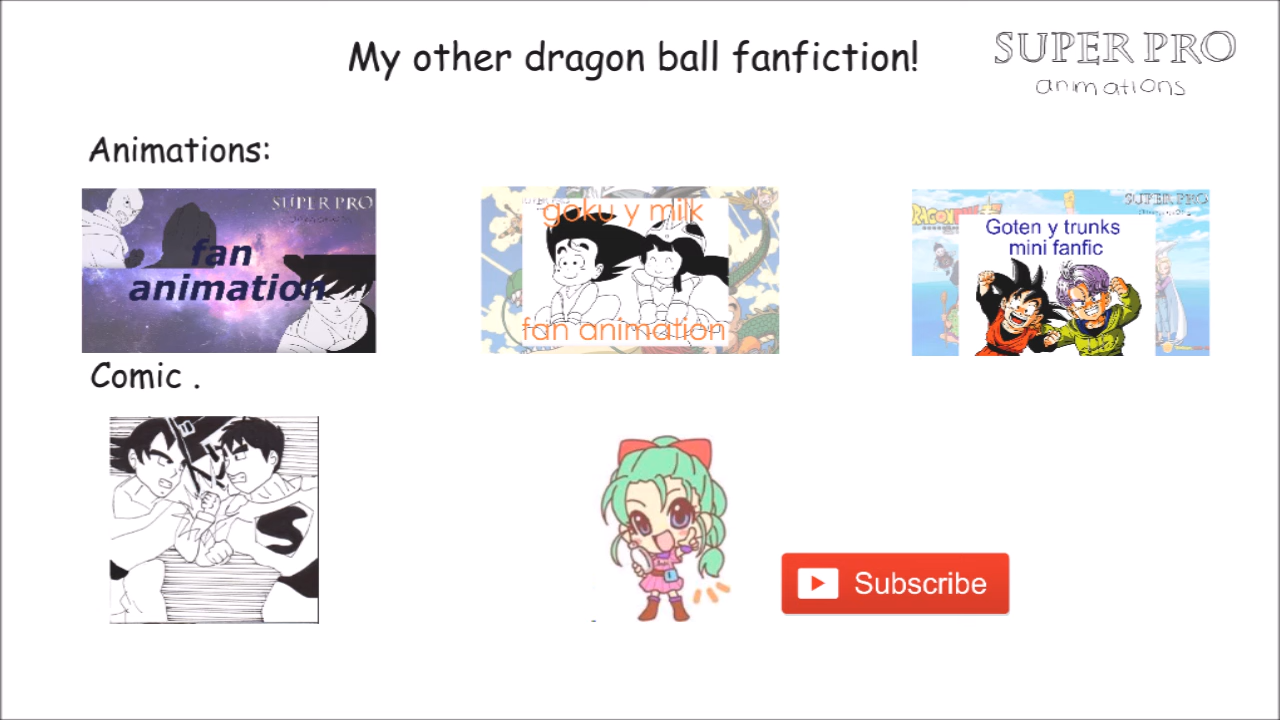 My other dragon ball fanfiction!
SUPER PRO
animations
Animations:
SUPER PRO
fan
animation
goku y milk
fan animation
SUPER PRO
Goten y trunks
mini fanfic
Comic .
S
Subscribe